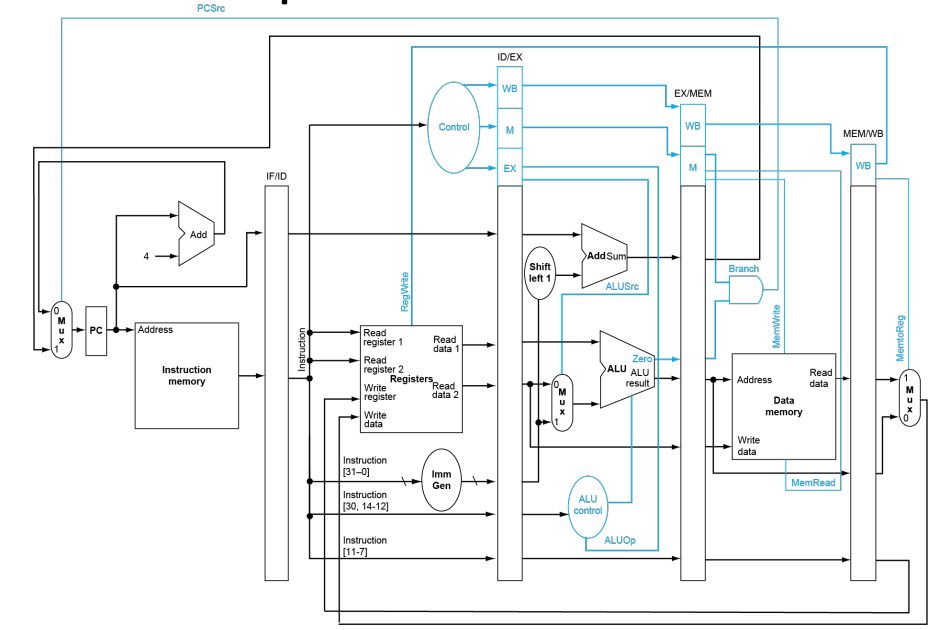 PCSrc
ID/EX
WB
Control
M
EX
EX/MEM
WB
M
MEM/WB
WB
IF/ID
Add
4
0
M
u
x
1
PC
Address
Instruction
memory
Instruction
RegWrite
Read
register 1
Read
register 2
Write
register
Write
data
Registers
Read
data 1
Read
data 2
Instruction
[31–0]
Imm
Gen
Instruction
[30, 14-12]
Instruction
[11-7]
Shift
left 1
Add
Sum
ALUSrc
0
M
u
x
1
ALU
Zero
ALU
result
ALU
control
ALUOp
Branch
MemWrite
Address
Read
data
Data
memory
Write
data
MemRead
MemtoReg
1
M
u
x
0